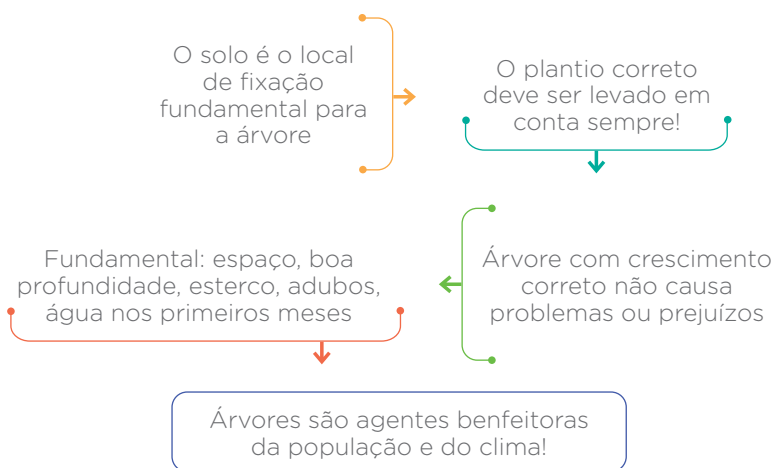 O solo é o local
de fixação
fundamental para
a árvore
O plantio correto
deve ser levado em
conta sempre!
Árvore com crescimento
correto não causa
problemas ou prejuízos
Fundamental: espaço, boa
profundidade, esterco, adubos,
água nos primeiros meses
Árvores são agentes benfeitoras
da população e do clima!